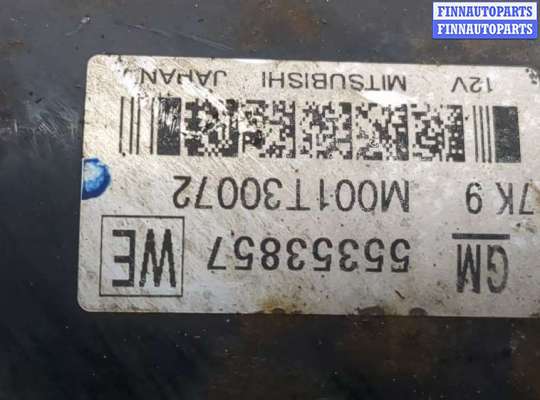 FINNAUTOPARTS
FINNAUTOPARTS
GM 55353857 WE
7K 9 M001T30072
12V MITSUBISHI JAPAN